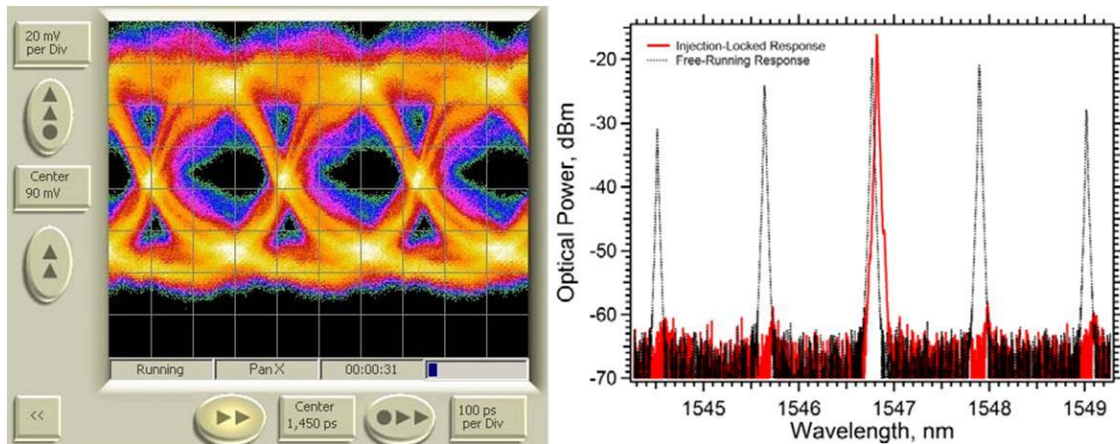 20 mV
per Div
Center
90 mV
Running
Pan X
00:00:31
<<
Center
1,450 ps
100 ps
per Div
Injection-Locked Response
Free-Running Response
Optical Power, dBm
-20
-30
-40
-50
-60
-70
1545
1546
1547
1548
1549
Wavelength, nm